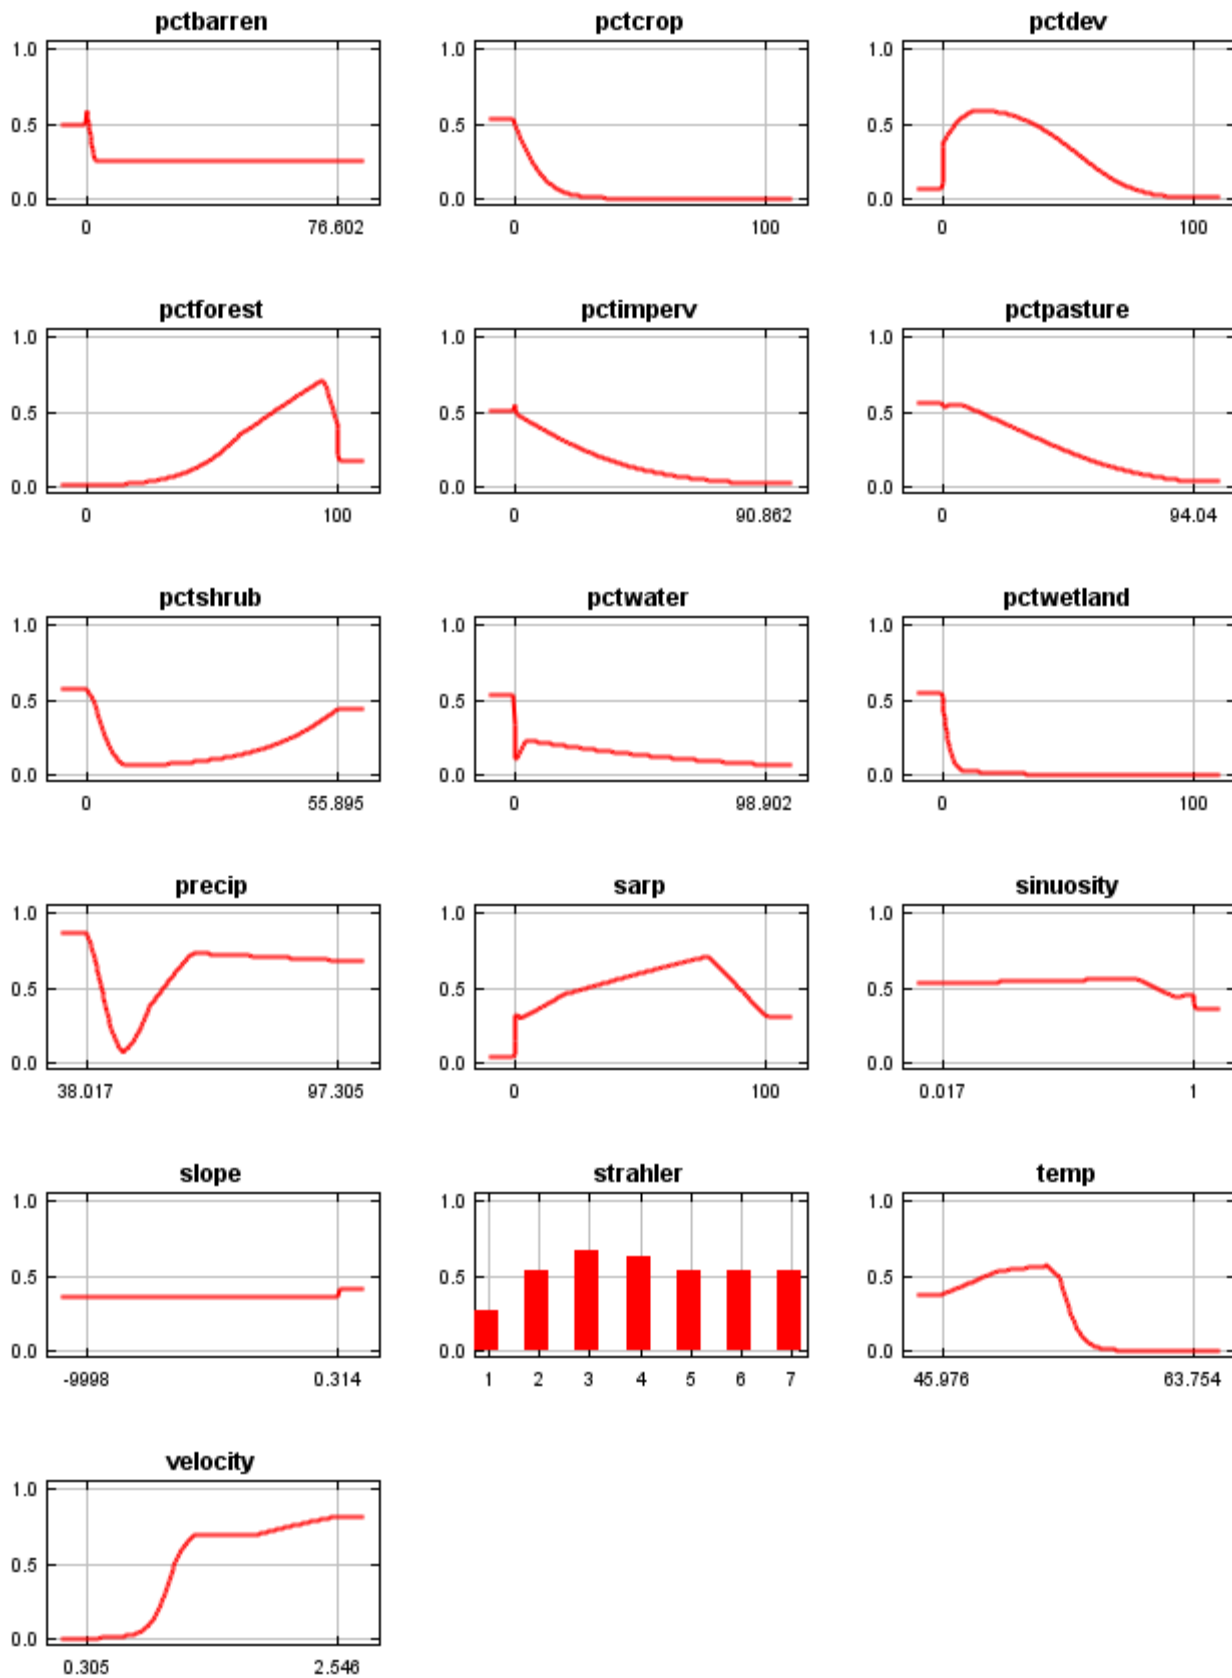 pctbarren pctcrop pctdev
1.0 1.0 1.0
0.5 0.5 0.5
0.0 0.0 0.0
0 76.602 0 100 0 100
pctforest pctimperv pctpasture
1.0 1.0 1.0
0.5 0.5 0.5
0.0 0.0 0.0
0 100 0 90.862 0 94.04
pctshrub pctwater pctwetland
1.0 1.0 1.0
0.5 0.5 0.5
0.0 0.0 0.0
0 55.895 0 98.902 0 100
precip sarp sinuosity
1.0 1.0 1.0
0.5 0.5 0.5
0.0 0.0 0.0
38.017 97.305 0 100 0.017 1
slope strahler temp
1.0 1.0 1.0
0.5 0.5 0.5
0.0 0.0 0.0
-9998 0.314 1 2 3 4 5 6 7 45.976 63.754
velocity
1.0
0.5
0.0
0.305 2.546